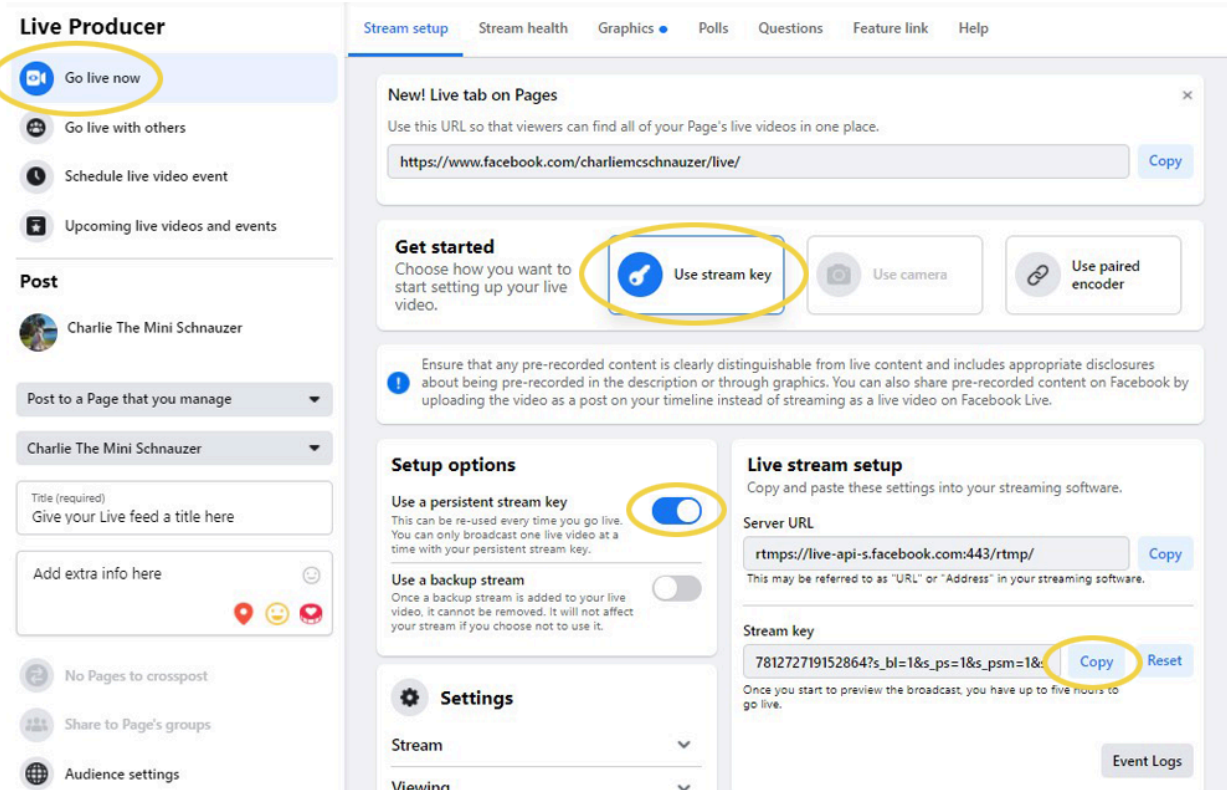 Live Producer
Go live now
Go live with others
Schedule live video event
Upcoming live videos and events
Post
Charlie The Mini Schnauzer
Post to a Page that you manage
Charlie The Mini Schnauzer
Title (required)
Give your Live feed a title here
Add extra info here
No Pages to crosspost
Share to Page's groups
Audience settings
Stream setup
Stream health
Graphics
Polls
Questions
Feature link
Help
New! Live tab on Pages
Use this URL so that viewers can find all of your Page's live videos in one place.
https://www.facebook.com/charliemcschnauzer/live/
Copy
Get started
Choose how you want to
start setting up your live
video.
Use stream key
Use camera
Use paired
encoder
Ensure that any pre-recorded content is clearly distinguishable from live content and includes appropriate disclosures
about being pre-recorded in the description or through graphics. You can also share pre-recorded content on Facebook by
uploading the video as a post on your timeline instead of streaming as a live video on Facebook Live.
Setup options
Use a persistent stream key
This can be re-used every time you go live.
You can only broadcast one live video at a
time with your persistent stream key.
Use a backup stream
Once a backup stream is added to your live
video, it cannot be removed. It will not affect
your stream if you choose not to use it.
Settings
Stream
Viewing
Live stream setup
Copy and paste these settings into your streaming software.
Server URL
rtmps://live-api-s.facebook.com:443/rtmp/
Copy
This may be referred to as "URL" or "Address" in your streaming software.
Stream key
781272719152864?s_bl=1&s_ps=1&s_psm=1&s
Copy
Reset
Once you start to preview the broadcast, you have up to five hours to
go live.
Event Logs